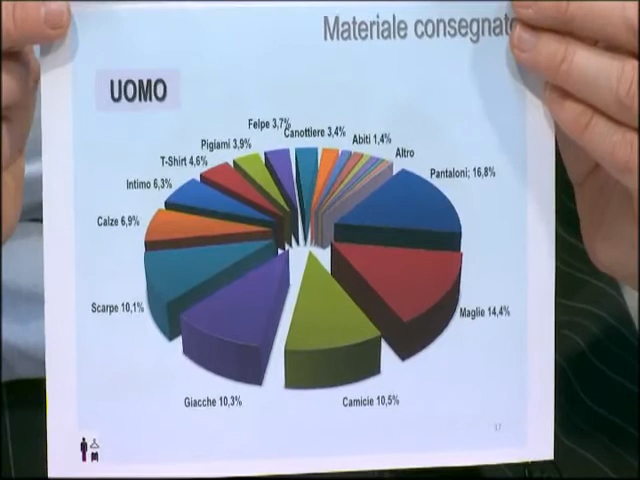 Materiale consegnato
UOMO
Felpe 3,7%
Canottiere 3,4%
Abiti 1,4%
Altro
Pigiami 3,9%
T-Shirt 4,6%
Intimo 6,3%
Calze 6,9%
Scarpe 10,1%
Giacche 10,3%
Camicie 10,5%
Maglie 14,4%
Pantaloni; 16,8%
17